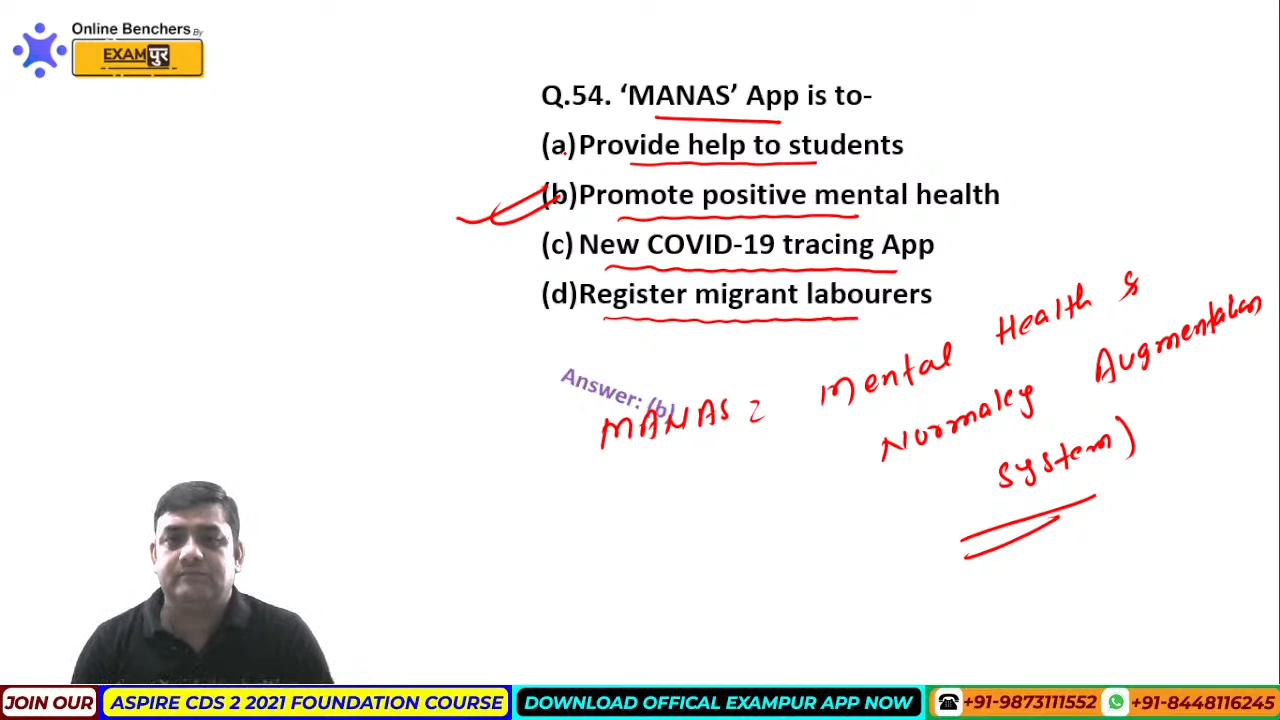 Online Benchers By
EXAMपुर
Q.54. ‘MANAS’ App is to-
(a) Provide help to students
(b) Promote positive mental health
(c) New COVID-19 tracing App
(d) Register migrant labourers
Answer: (b)
MANAS = Mental Health &
Normalcy Augmentation
System)
JOIN OUR ASPIRE CDS 2 2021 FOUNDATION COURSE DOWNLOAD OFFICAL EXAMPUR APP NOW +91-9873111552 +91-8448116245